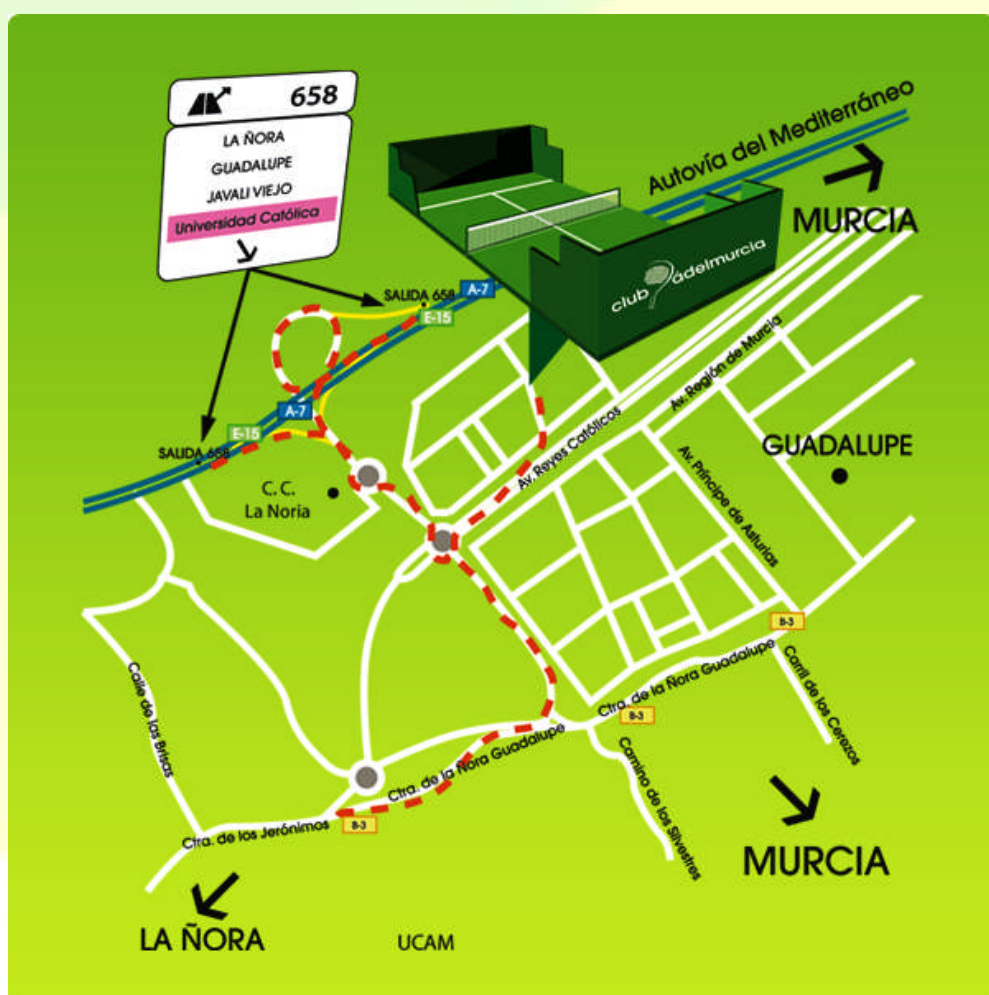 658
LA ÑORA
GUADALUPE
JAVALI VIEJO
Universidad Católica
Autovía del Mediterráneo
MURCIA
club pádelmurcia
SALIDA 658
A-7
E-15
A-7
E-15
SALIDA 658
Av. Región de Murcia
Av. Reyes Católicos
GUADALUPE
Av. Príncipe de Asturias
C. C.
La Noria
B-3
Ctra. de la Ñora Guadalupe
B-3
Carril de los Cerezos
Calle de las Brisas
Ctra. de la Ñora Guadalupe
Camino de los Silvestres
B-3
Ctra. de los Jerónimos
MURCIA
LA ÑORA
UCAM